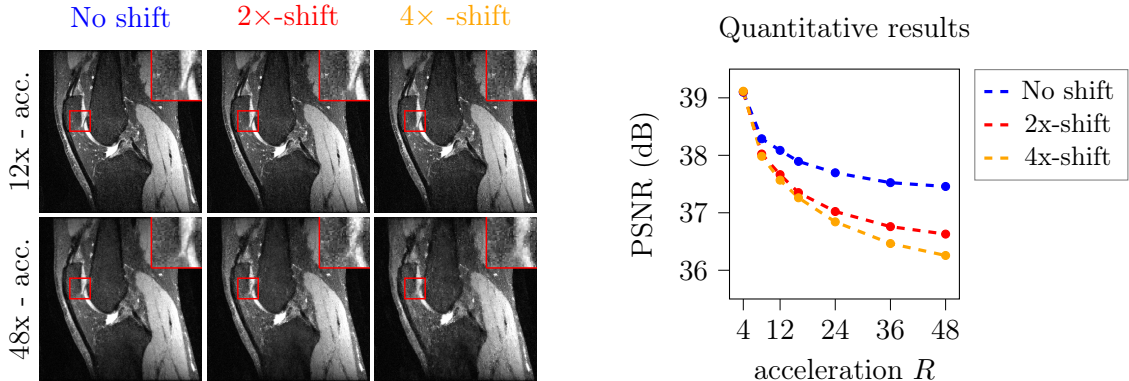 No shift
2×-shift
4× -shift
12x - acc.
48x - acc.
Quantitative results
PSNR (dB)
39
38
37
36
4 12 24 36 48
acceleration R
No shift
2x-shift
4x-shift